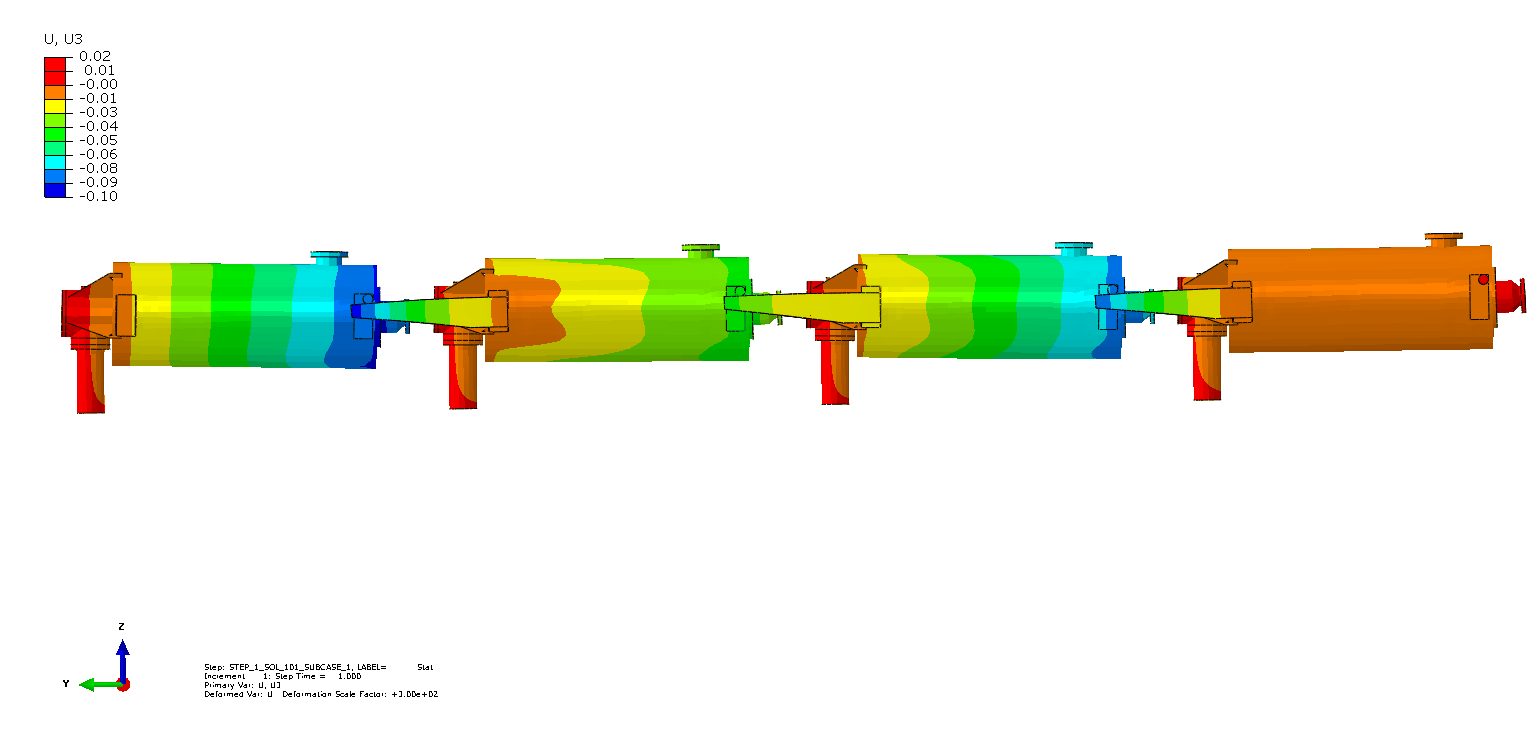 U, U3
0.02
0.01
-0.00
-0.01
-0.03
-0.04
-0.05
-0.06
-0.08
-0.09
-0.10
Z
Y
Step: STEP_1_SOL_101_SUBCASE_1, LABEL= Stat
Increment 1: Step Time = 1.000
Primary Var: U, U3
Deformed Var: U Deformation Scale Factor: +3.00e+02